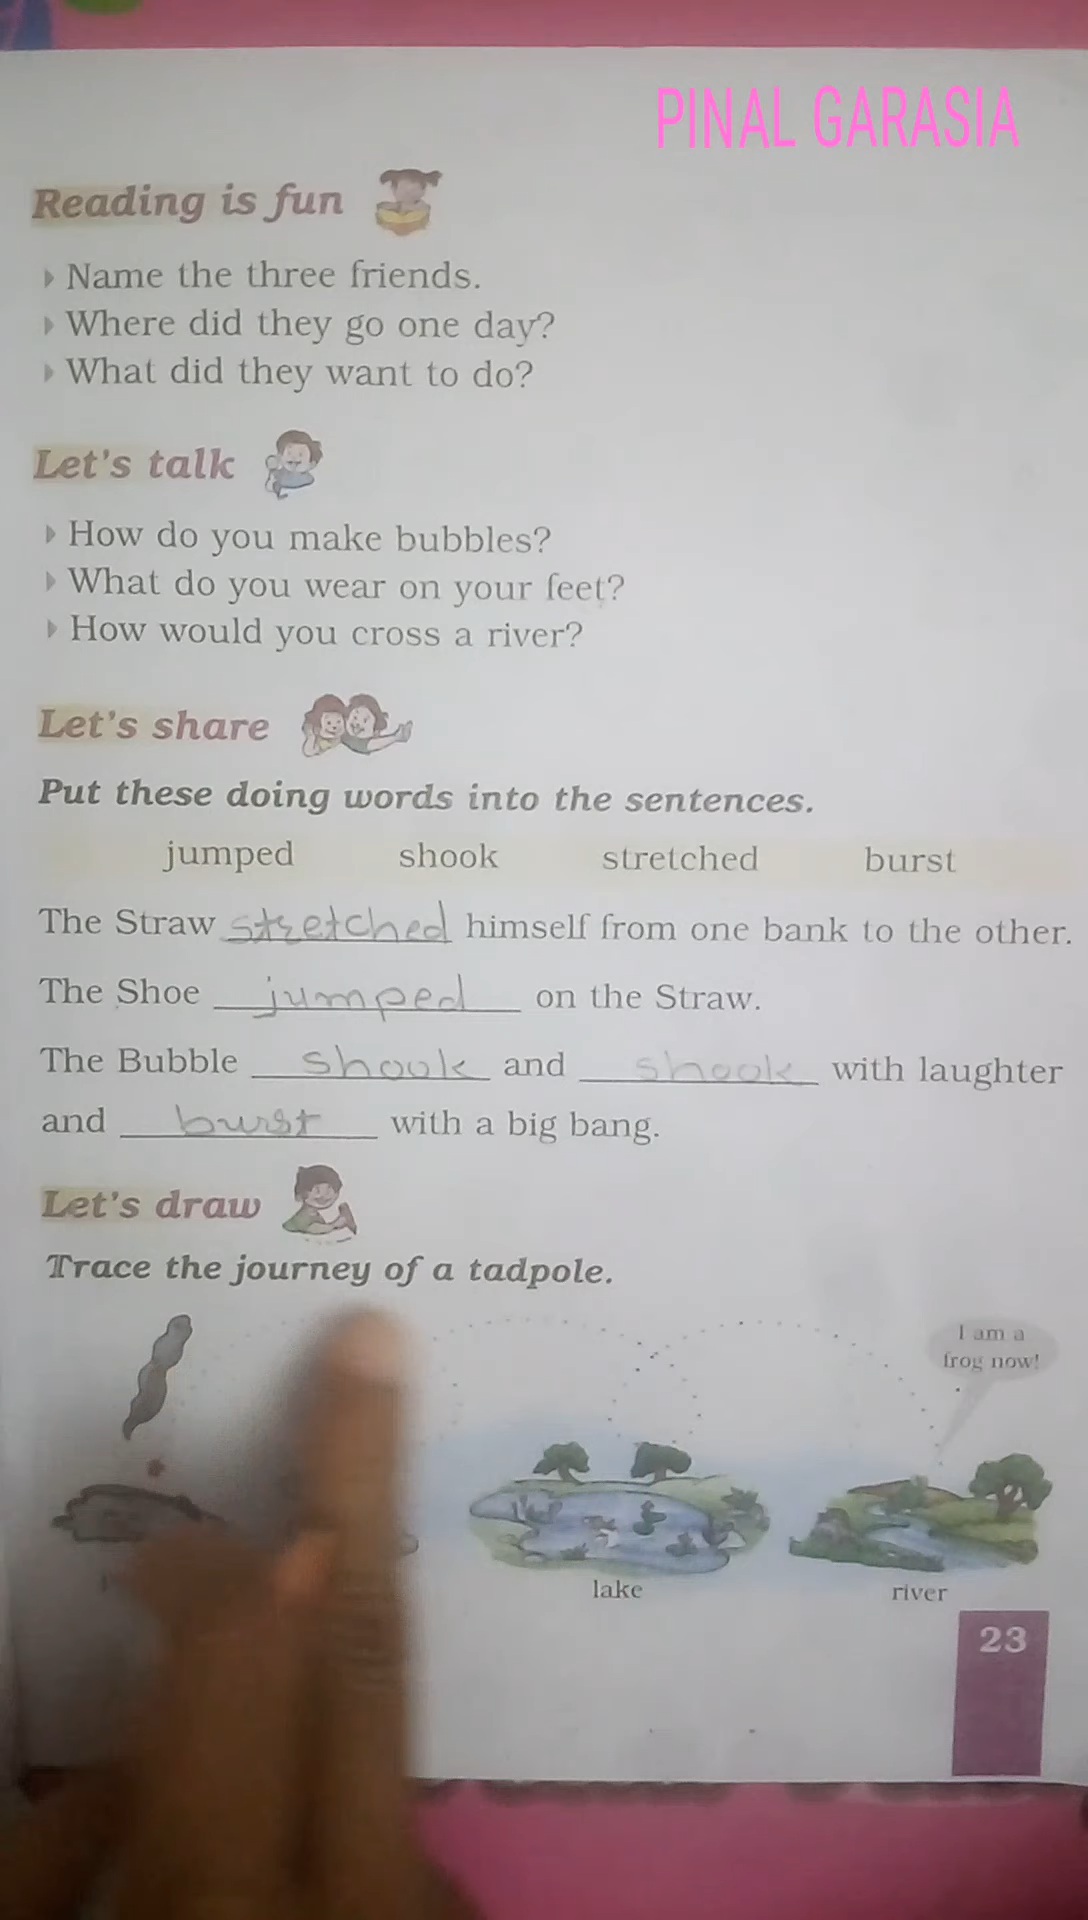 PINAL GARASIA
Reading is fun
Name the three friends.
Where did they go one day?
What did they want to do?
Let's talk
How do you make bubbles?
What do you wear on your feet?
How would you cross a river?
Let's share
Put these doing words into the sentences.
jumped shook stretched burst
The Straw stretched himself from one bank to the other.
The Shoe jumped on the Straw.
The Bubble shook and shook with laughter
and burst with a big bang.
Let's draw
Trace the journey of a tadpole.
I am a
frog now!
lake
river
23